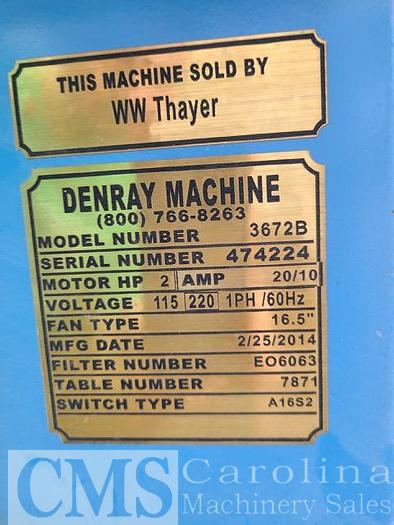 THIS MACHINE SOLD BY
WW Thayer
DENRAY MACHINE
(800) 766-8263
MODEL NUMBER 3672B
SERIAL NUMBER 474224
MOTOR HP 2 AMP 20/10
VOLTAGE 115 220 1PH /60Hz
FAN TYPE 16.5"
MFG DATE 2/25/2014
FILTER NUMBER EO6063
TABLE NUMBER 7871
SWITCH TYPE A16S2
CMS Carolina
Machinery Sales